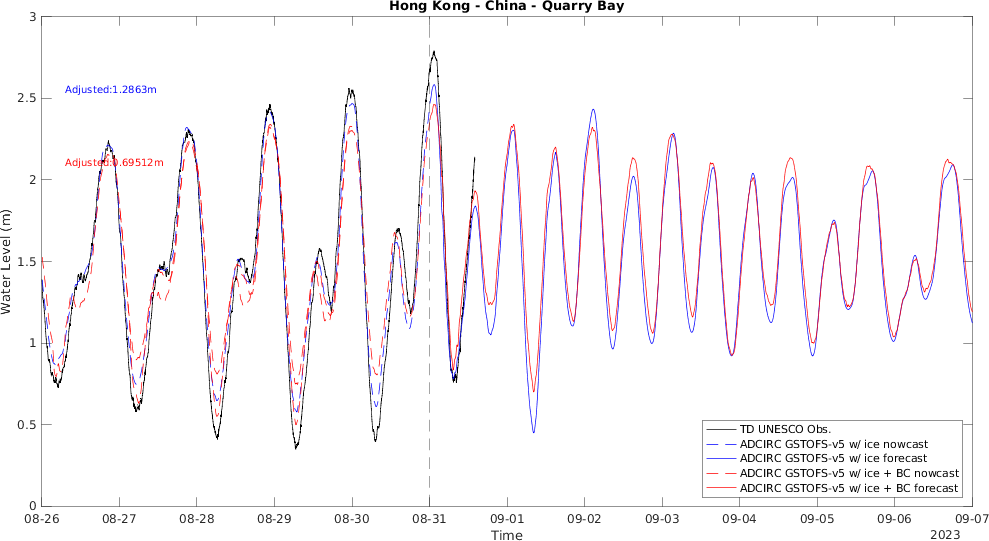 Hong Kong - China - Quarry Bay
3
2.5
2
1.5
1
0.5
0
Water Level (m)
Adjusted:1.2863m
Adjusted:0.69512m
TD UNESCO Obs.
ADCIRC GSTOFS-v5 w/ ice nowcast
ADCIRC GSTOFS-v5 w/ ice forecast
ADCIRC GSTOFS-v5 w/ ice + BC nowcast
ADCIRC GSTOFS-v5 w/ ice + BC forecast
08-26 08-27 08-28 08-29 08-30 08-31 09-01 09-02 09-03 09-04 09-05 09-06 09-07
Time
2023